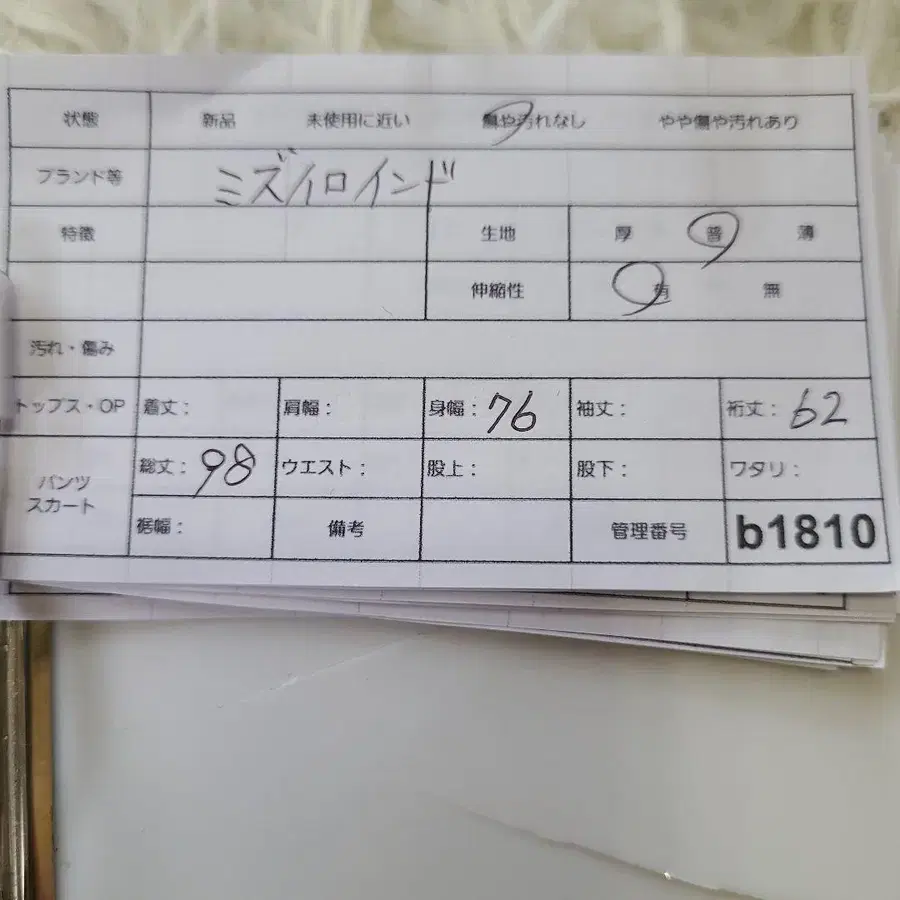 状態 新品 未使用に近い 傷や汚れなし やや傷や汚れあり
ブランド等 ミズイロインド
特徴 生地 厚 普 薄
伸縮性 有 無
汚れ・傷み
トップス・OP 着丈： 肩幅： 身幅：76 袖丈： 裄丈：62
パンツ スカート 総丈：98 ウエスト： 股上： 股下： ワタリ：
裾幅： 備考 管理番号 b1810